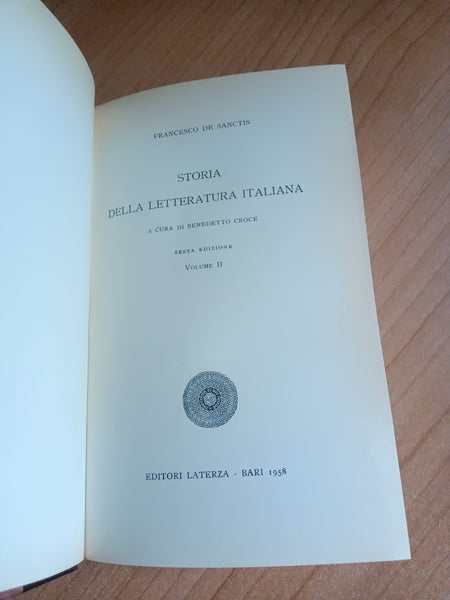 FRANCESCO DE SANCTIS
STORIA
DELLA LETTERATURA ITALIANA
A CURA DI BENEDETTO CROCE
SESTA EDIZIONE
VOLUME II
EDITORI LATERZA - BARI 1958